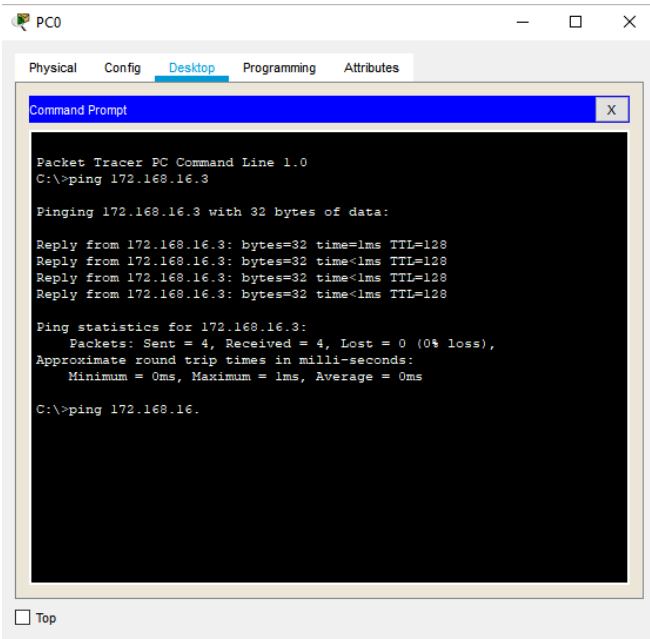 PC0
Physical Config Desktop Programming Attributes
Command Prompt
X
Packet Tracer PC Command Line 1.0
C:\>ping 172.168.16.3
Pinging 172.168.16.3 with 32 bytes of data:
Reply from 172.168.16.3: bytes=32 time=1ms TTL=128
Reply from 172.168.16.3: bytes=32 time<1ms TTL=128
Reply from 172.168.16.3: bytes=32 time<1ms TTL=128
Reply from 172.168.16.3: bytes=32 time<1ms TTL=128
Ping statistics for 172.168.16.3:
Packets: Sent = 4, Received = 4, Lost = 0 (0% loss),
Approximate round trip times in milli-seconds:
Minimum = 0ms, Maximum = 1ms, Average = 0ms
C:\>ping 172.168.16.
Top